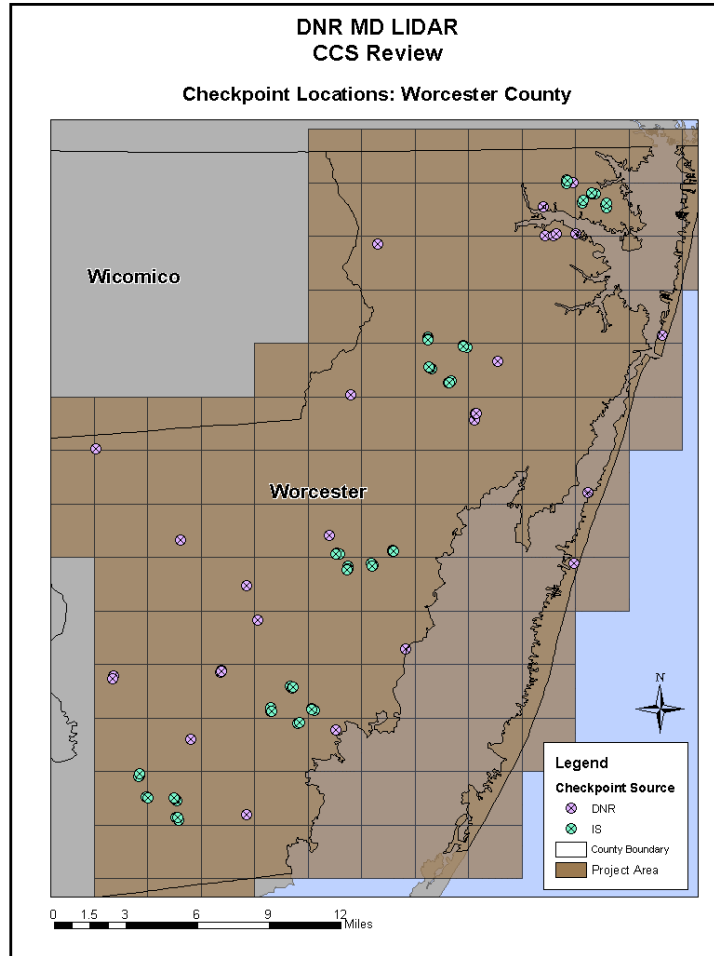 DNR MD LIDAR
CCS Review
Checkpoint Locations: Worcester County
Wicomico
Worcester
N
Legend
Checkpoint Source
DNR
IS
County Boundary
Project Area
0 1.5 3 6 9 12
Miles